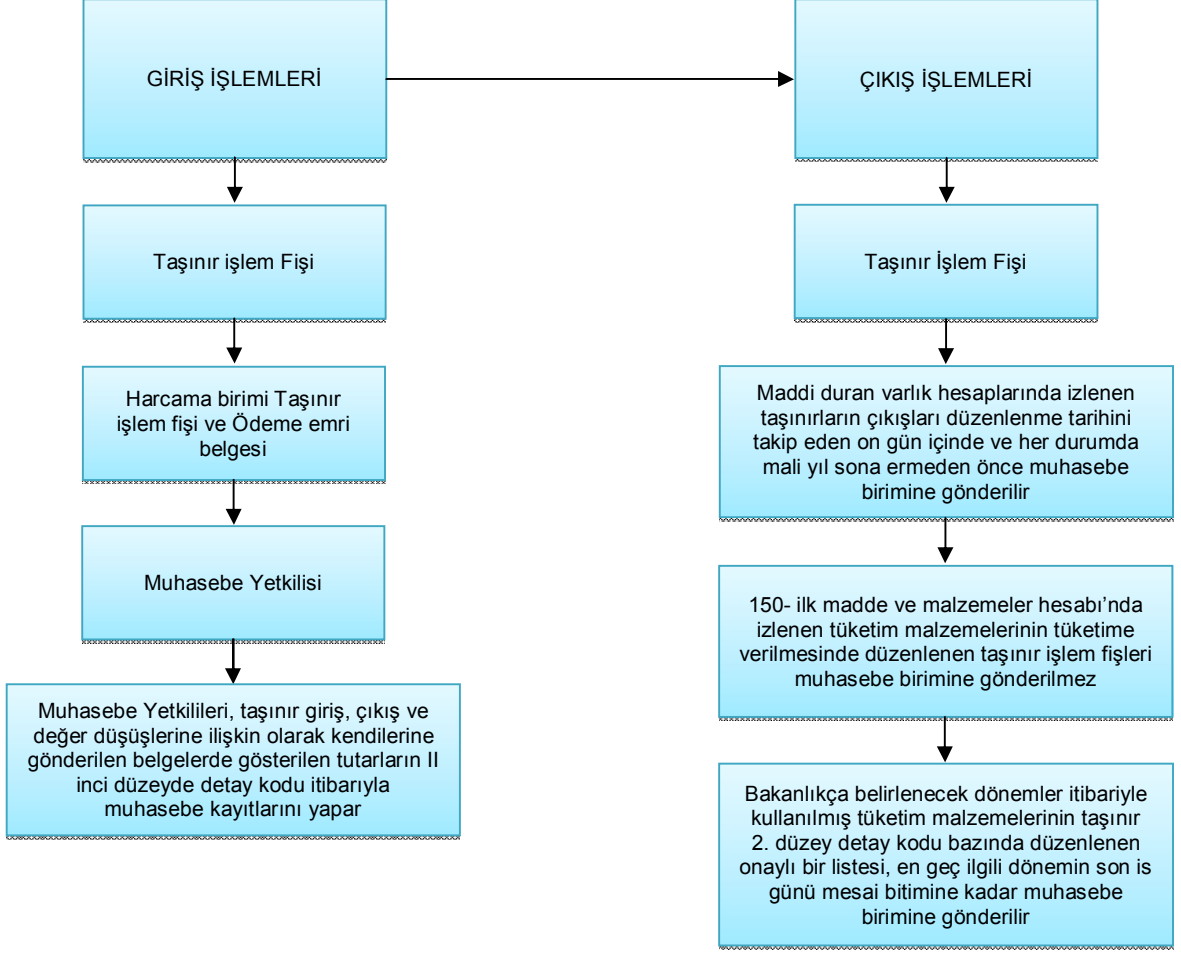 GİRİŞ İŞLEMLERİ
ÇIKIŞ İŞLEMLERİ
Taşınır işlem Fişi
Taşınır İşlem Fişi
Harcama birimi Taşınır
işlem fişi ve Ödeme emri
belgesi
Maddi duran varlık hesaplarında izlenen
taşınırların çıkışları düzenlenme tarihini
takip eden on gün içinde ve her durumda
mali yıl sona ermeden önce muhasebe
birimine gönderilir
Muhasebe Yetkilisi
150- ilk madde ve malzemeler hesabı’nda
izlenen tüketim malzemelerinin tüketime
verilmesinde düzenlenen taşınır işlem fişleri
muhasebe birimine gönderilmez
Muhasebe Yetkilileri, taşınır giriş, çıkış ve
değer düşüşlerine ilişkin olarak kendilerine
gönderilen belgelerde gösterilen tutarların II
inci düzeyde detay kodu itibarıyla
muhasebe kayıtlarını yapar
Bakanlıkça belirlenecek dönemler itibariyle
kullanılmış tüketim malzemelerinin taşınır
2. düzey detay kodu bazında düzenlenen
onaylı bir listesi, en geç ilgili dönemin son is
günü mesai bitimine kadar muhasebe
birimine gönderilir